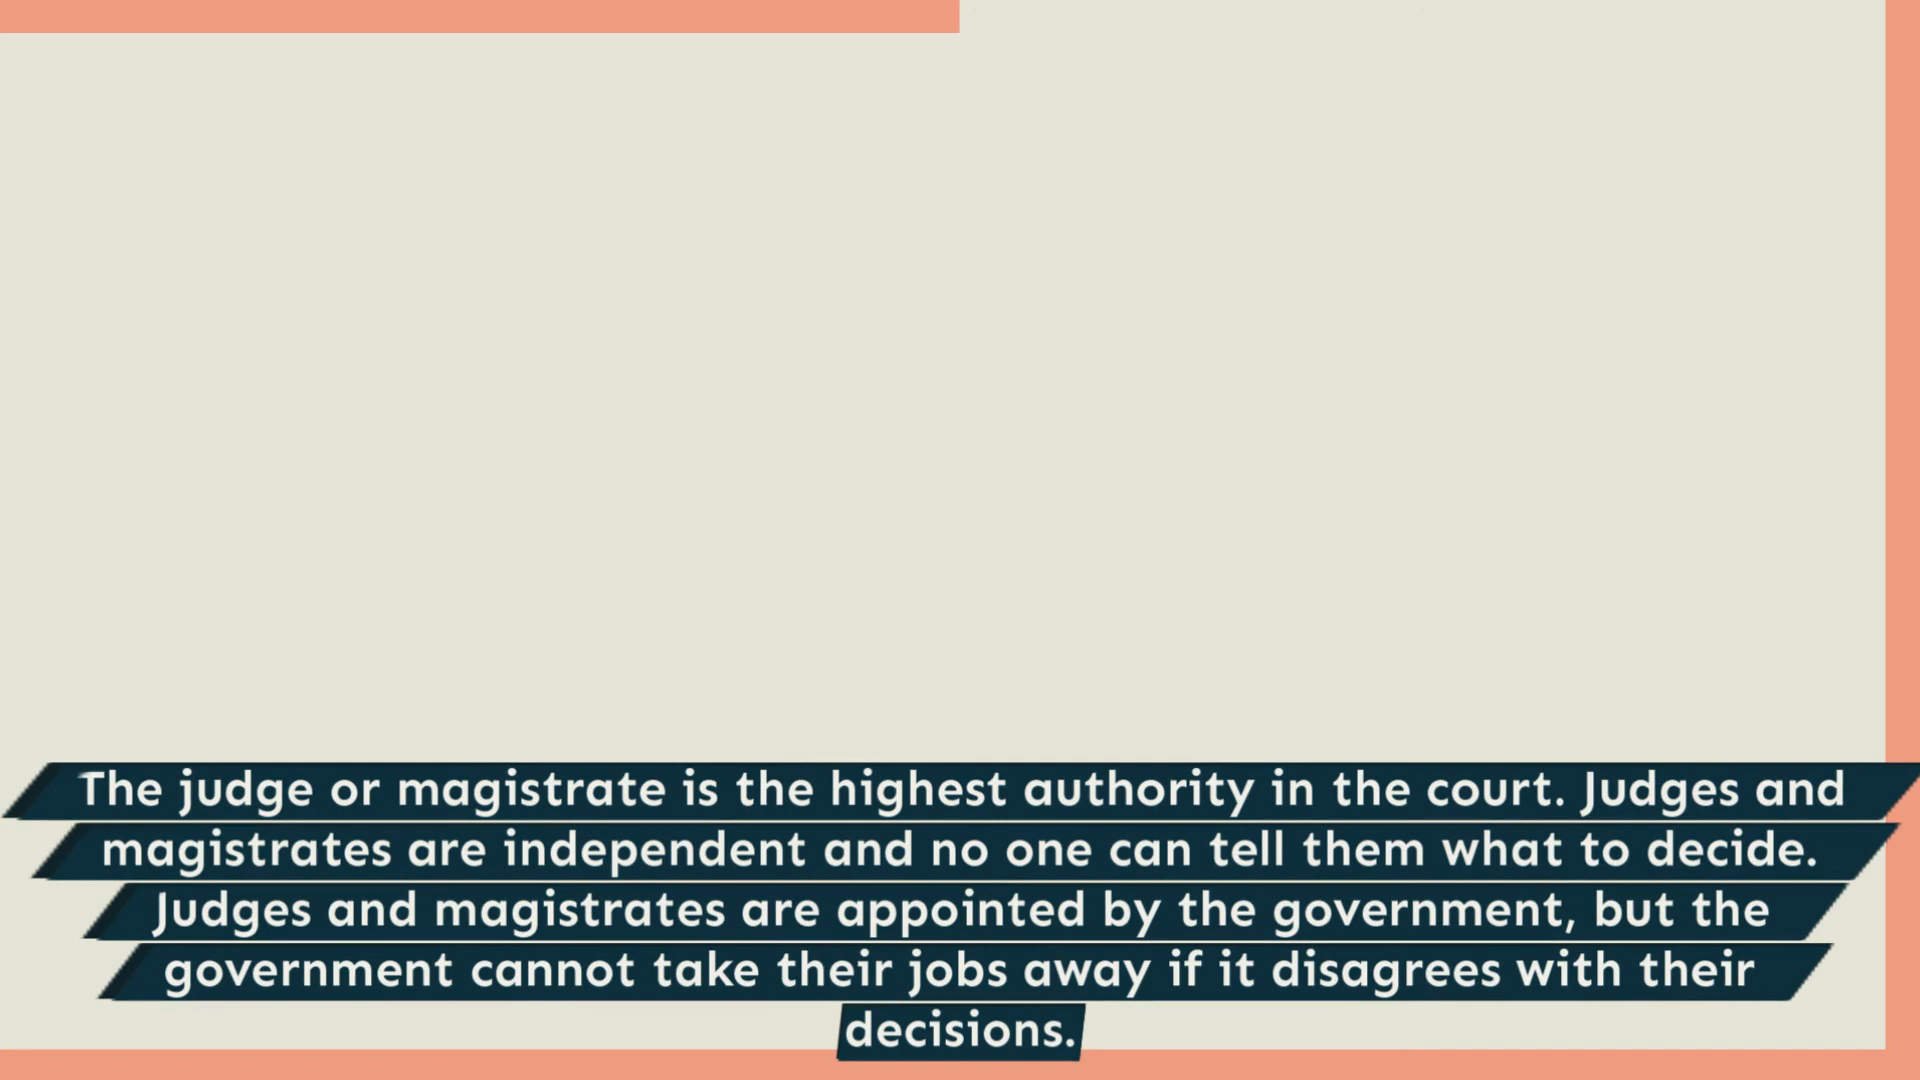 The judge or magistrate is the highest authority in the court. Judges and
magistrates are independent and no one can tell them what to decide.
Judges and magistrates are appointed by the government, but the
government cannot take their jobs away if it disagrees with their
decisions.